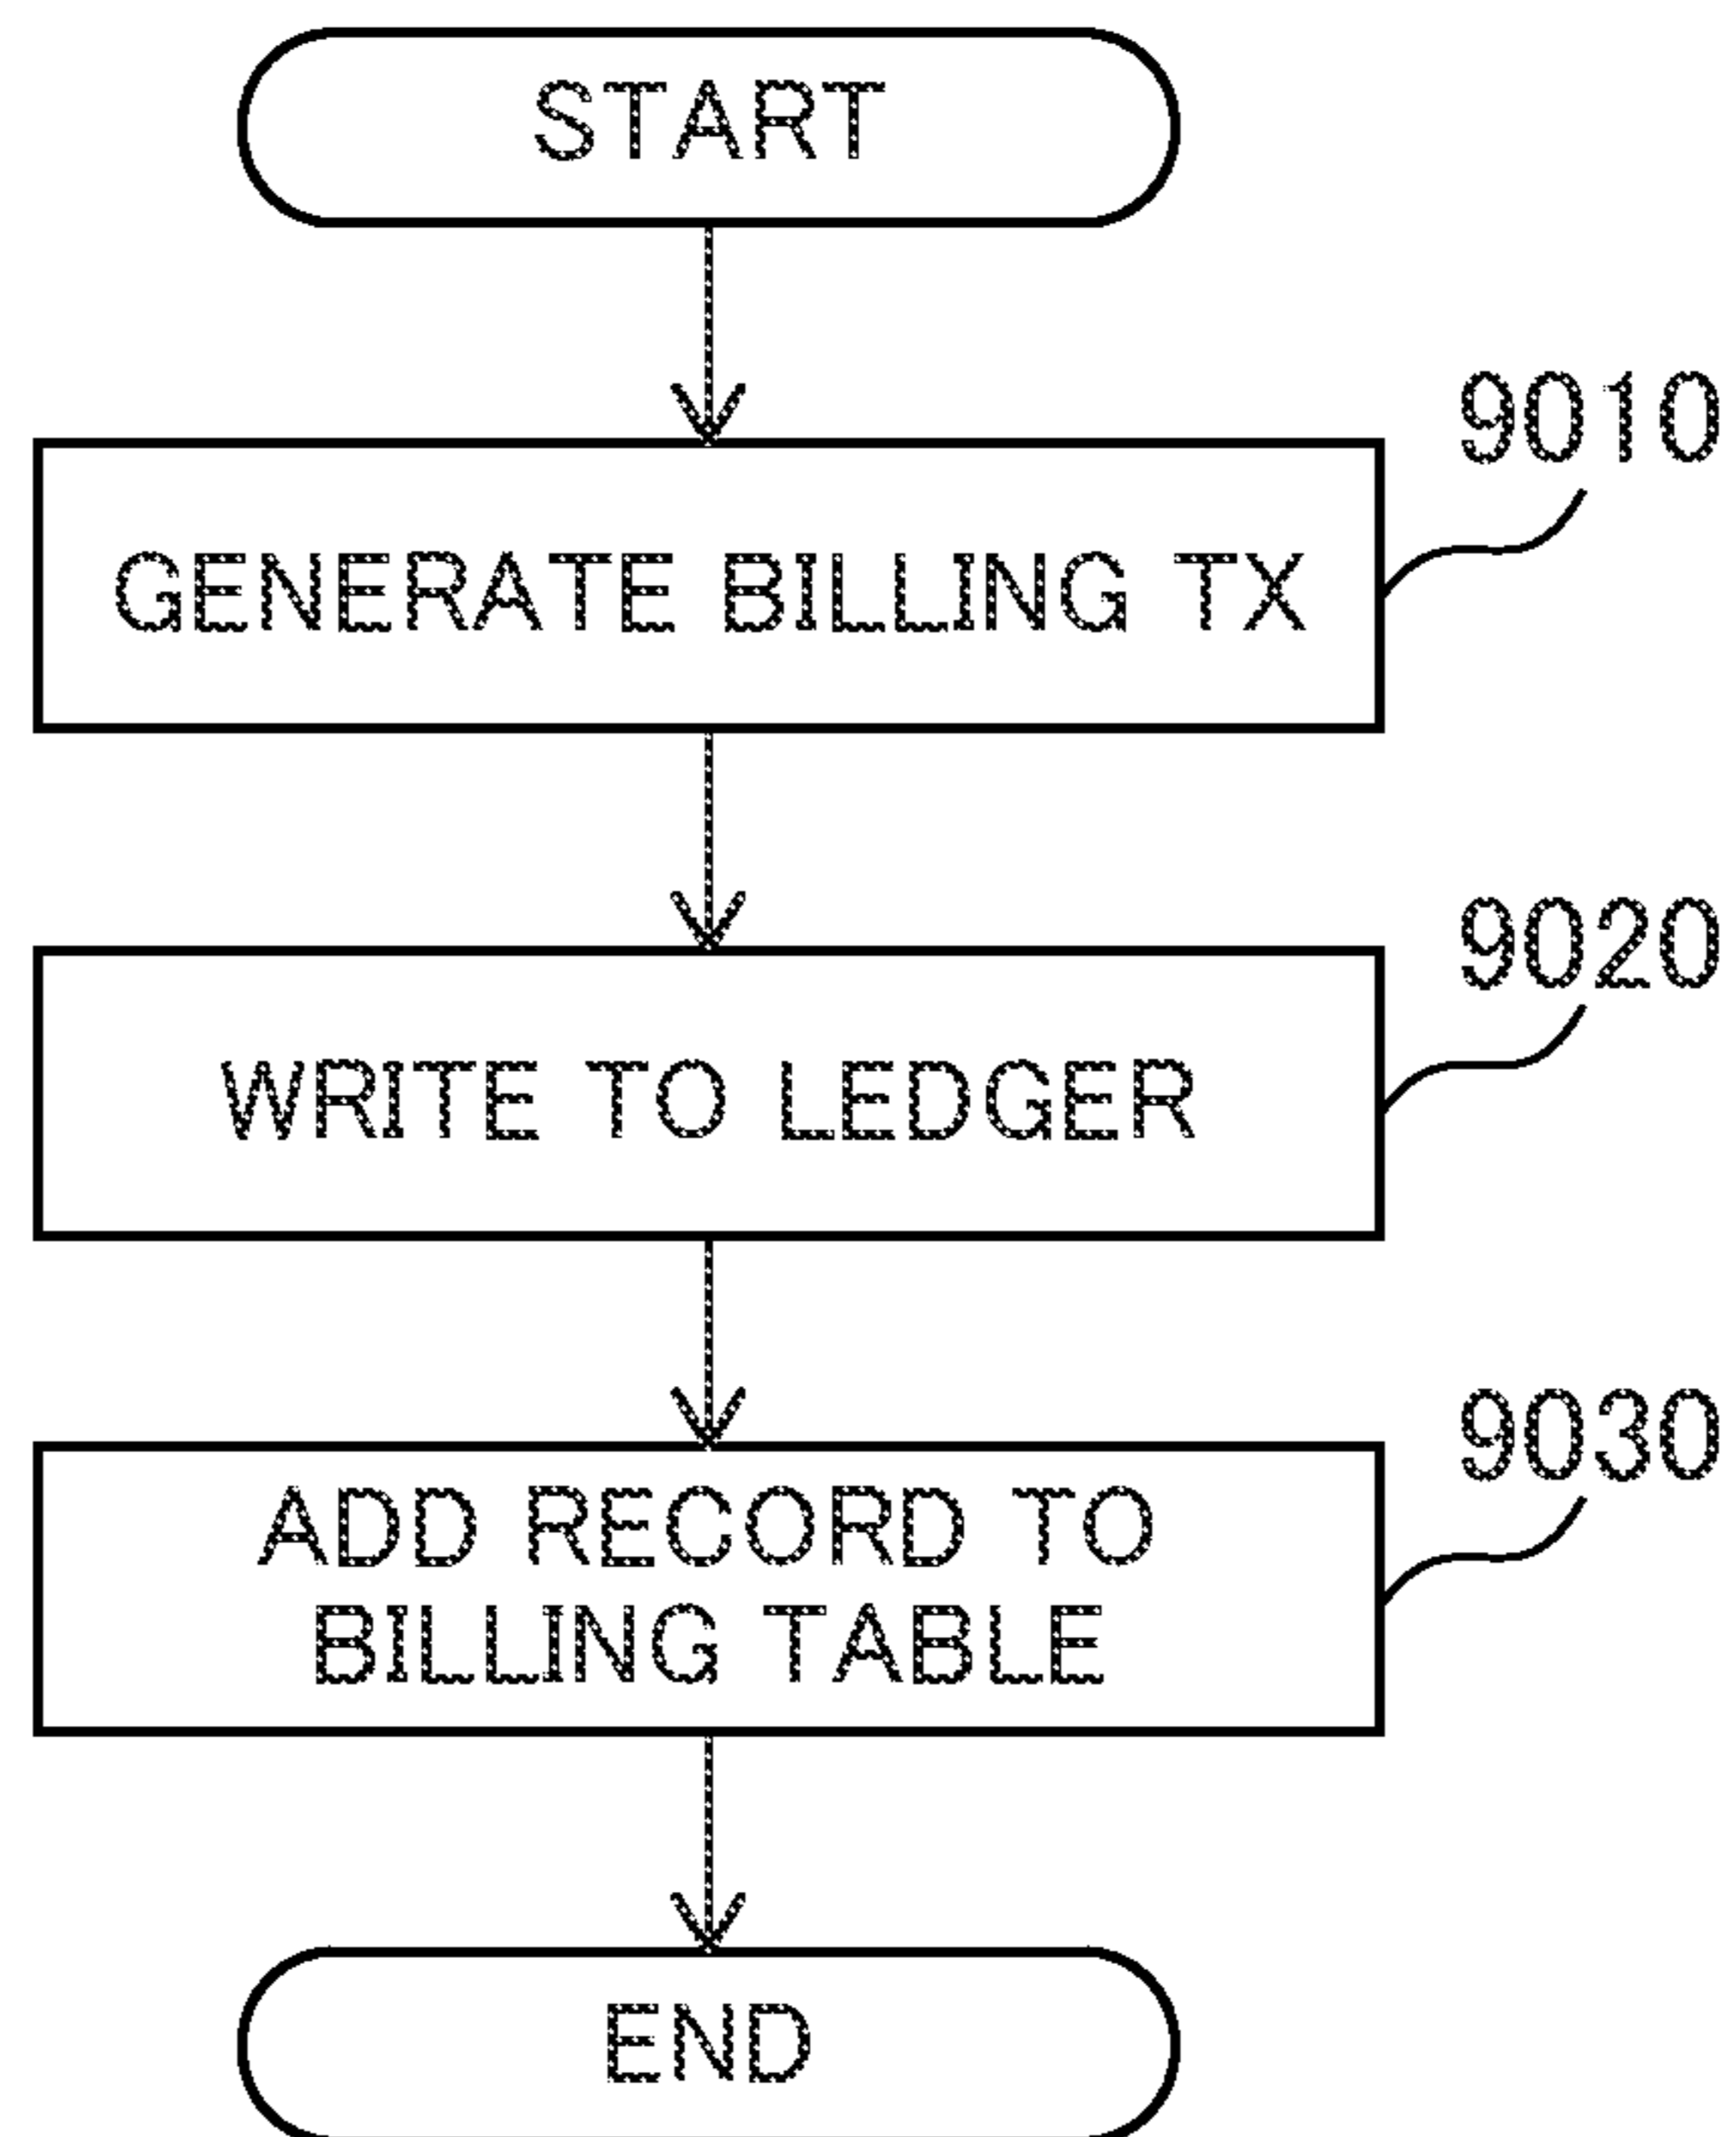 START
9010
GENERATE BILLING TX
9020
WRITE TO LEDGER
9030
ADD RECORD TO
BILLING TABLE
END